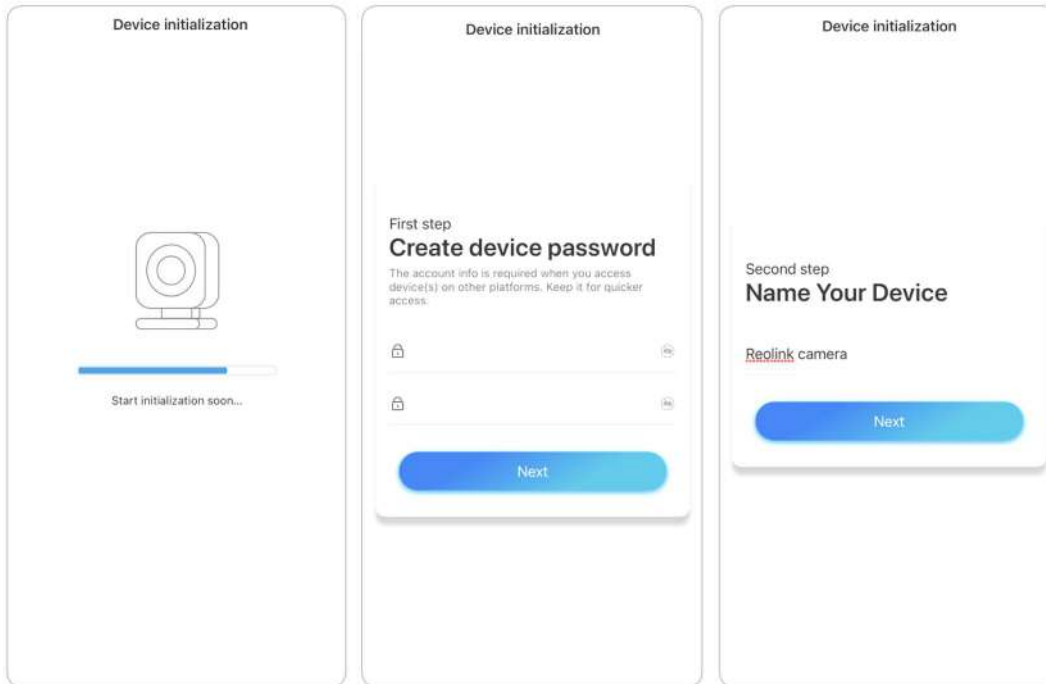 Device initialization
Start initialization soon...
Device initialization
First step
Create device password
The account info is required when you access
device(s) on other platforms. Keep it for quicker
access.
Next
Device initialization
Second step
Name Your Device
Reolink camera
Next